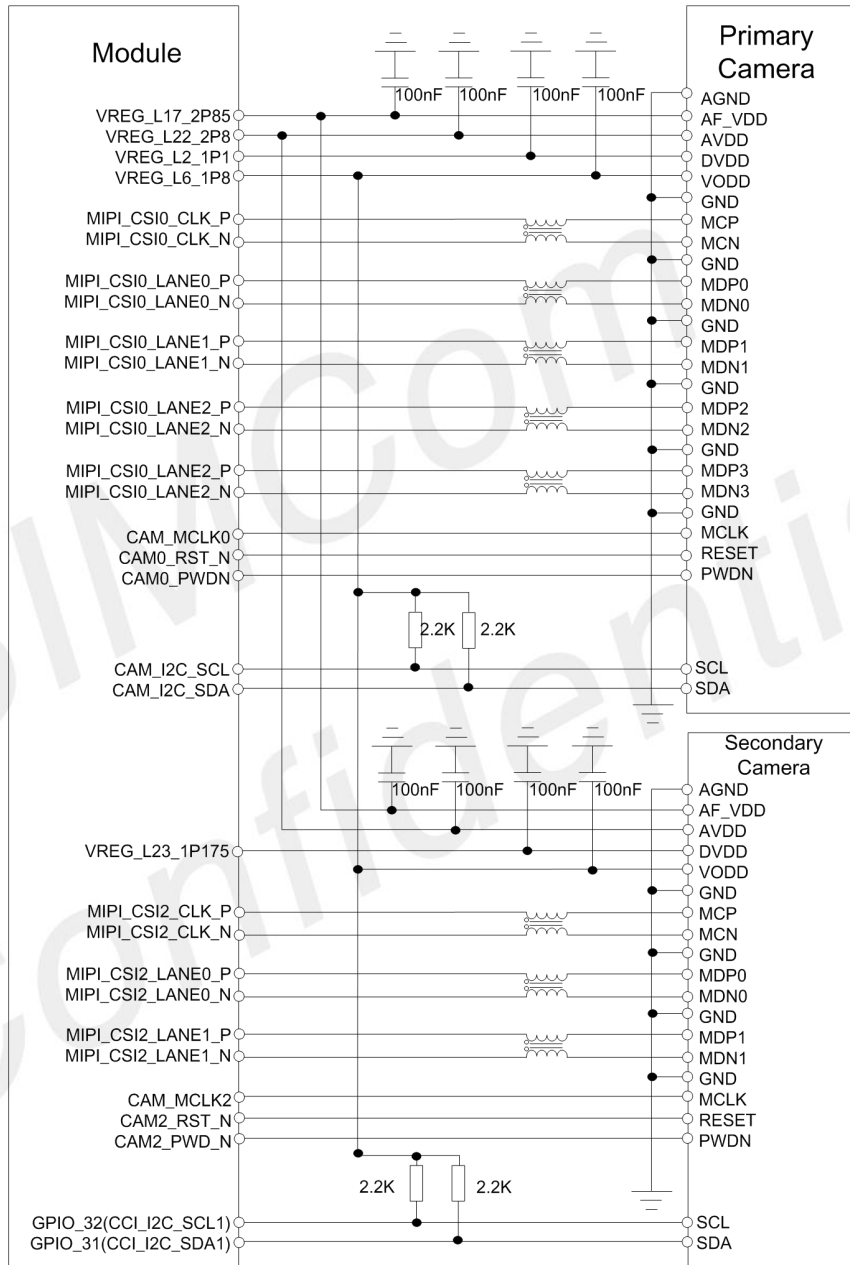 Module
Primary
Camera
100nF 100nF 100nF 100nF
AGND
VREG_L17_2P85 AF_VDD
VREG_L22_2P8 AVDD
VREG_L2_1P1 DVDD
VREG_L6_1P8 VODD
GND
MIPI_CSI0_CLK_P MCP
MIPI_CSI0_CLK_N MCN
GND
MIPI_CSI0_LANE0_P MDP0
MIPI_CSI0_LANE0_N MDN0
GND
MIPI_CSI0_LANE1_P MDP1
MIPI_CSI0_LANE1_N MDN1
GND
MIPI_CSI0_LANE2_P MDP2
MIPI_CSI0_LANE2_N MDN2
GND
MIPI_CSI0_LANE2_P MDP3
MIPI_CSI0_LANE2_N MDN3
GND
CAM_MCLK0 MCLK
CAM0_RST_N RESET
CAM0_PWDN PWDN
2.2K 2.2K
CAM_I2C_SCL SCL
CAM_I2C_SDA SDA
Secondary
Camera
100nF 100nF 100nF 100nF
AGND
AF_VDD
AVDD
VREG_L23_1P175 DVDD
VODD
GND
MIPI_CSI2_CLK_P MCP
MIPI_CSI2_CLK_N MCN
GND
MIPI_CSI2_LANE0_P MDP0
MIPI_CSI2_LANE0_N MDN0
GND
MIPI_CSI2_LANE1_P MDP1
MIPI_CSI2_LANE1_N MDN1
GND
CAM_MCLK2 MCLK
CAM2_RST_N RESET
CAM2_PWD_N PWDN
2.2K 2.2K
GPIO_32(CCI_I2C_SCL1) SCL
GPIO_31(CCI_I2C_SDA1) SDA
SIMCom
Confidenti